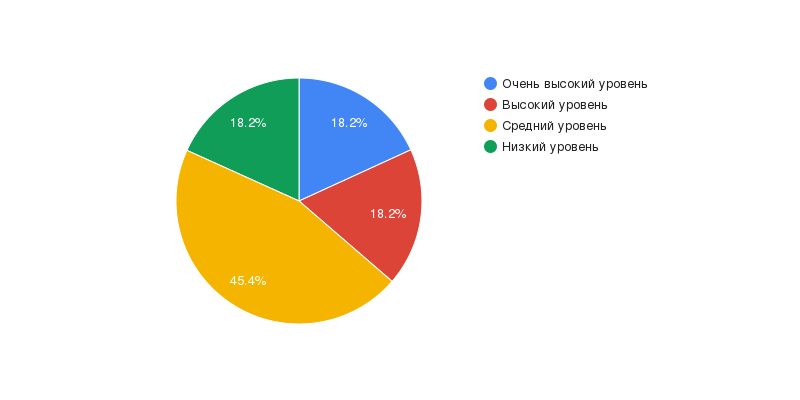 Очень высокий уровень
Высокий уровень
Средний уровень
Низкий уровень
18.2%
18.2%
18.2%
45.4%